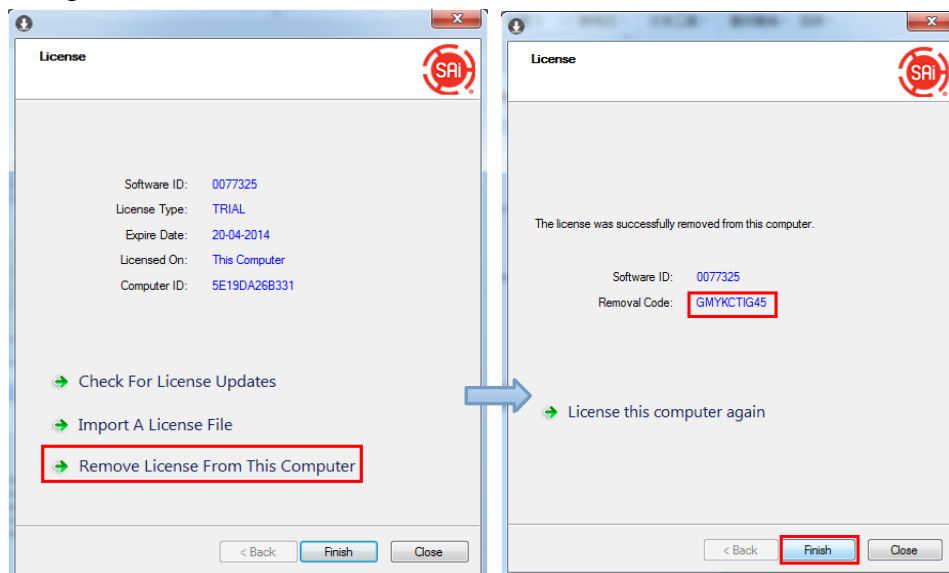 License
SAi
Software ID: 0077325
License Type: TRIAL
Expire Date: 20-04-2014
Licensed On: This Computer
Computer ID: 5E19DA26B331
Check For License Updates
Import A License File
Remove License From This Computer
< Back Finish Close
License
SAi
The license was successfully removed from this computer.
Software ID: 0077325
Removal Code: GMYKCTIG45
License this computer again
< Back Finish Close